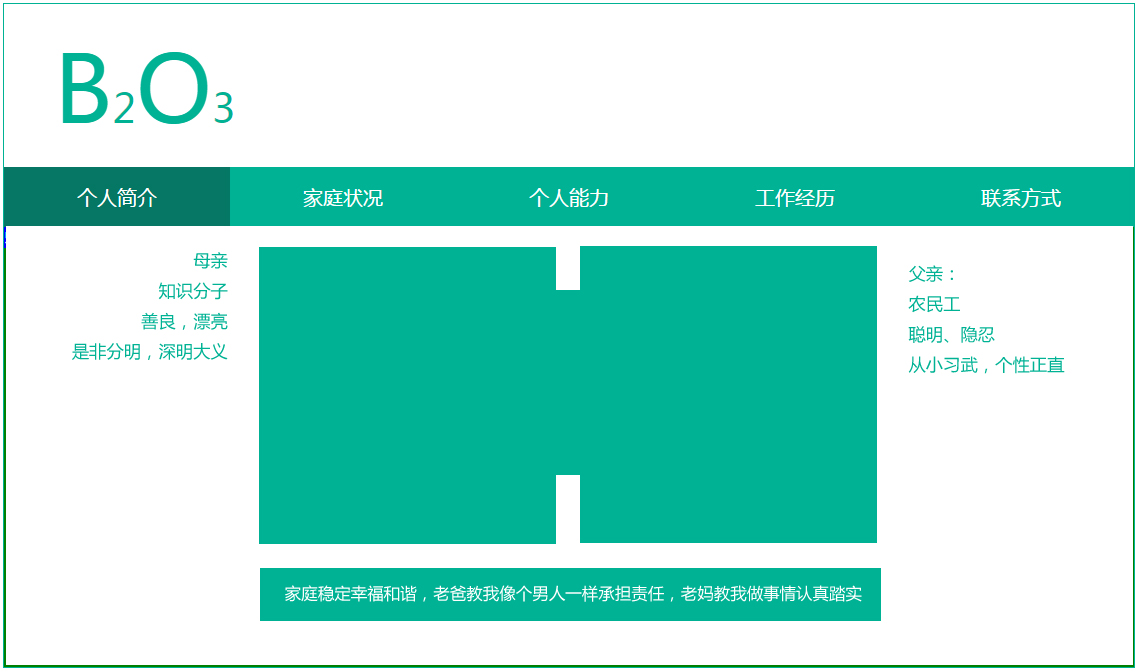 B2O3
个人简介 家庭状况 个人能力 工作经历 联系方式
母亲
知识分子
善良，漂亮
是非分明，深明大义
父亲：
农民工
聪明、隐忍
从小习武，个性正直
家庭稳定幸福和谐，老爸教我像个男人一样承担责任，老妈教我做事情认真踏实